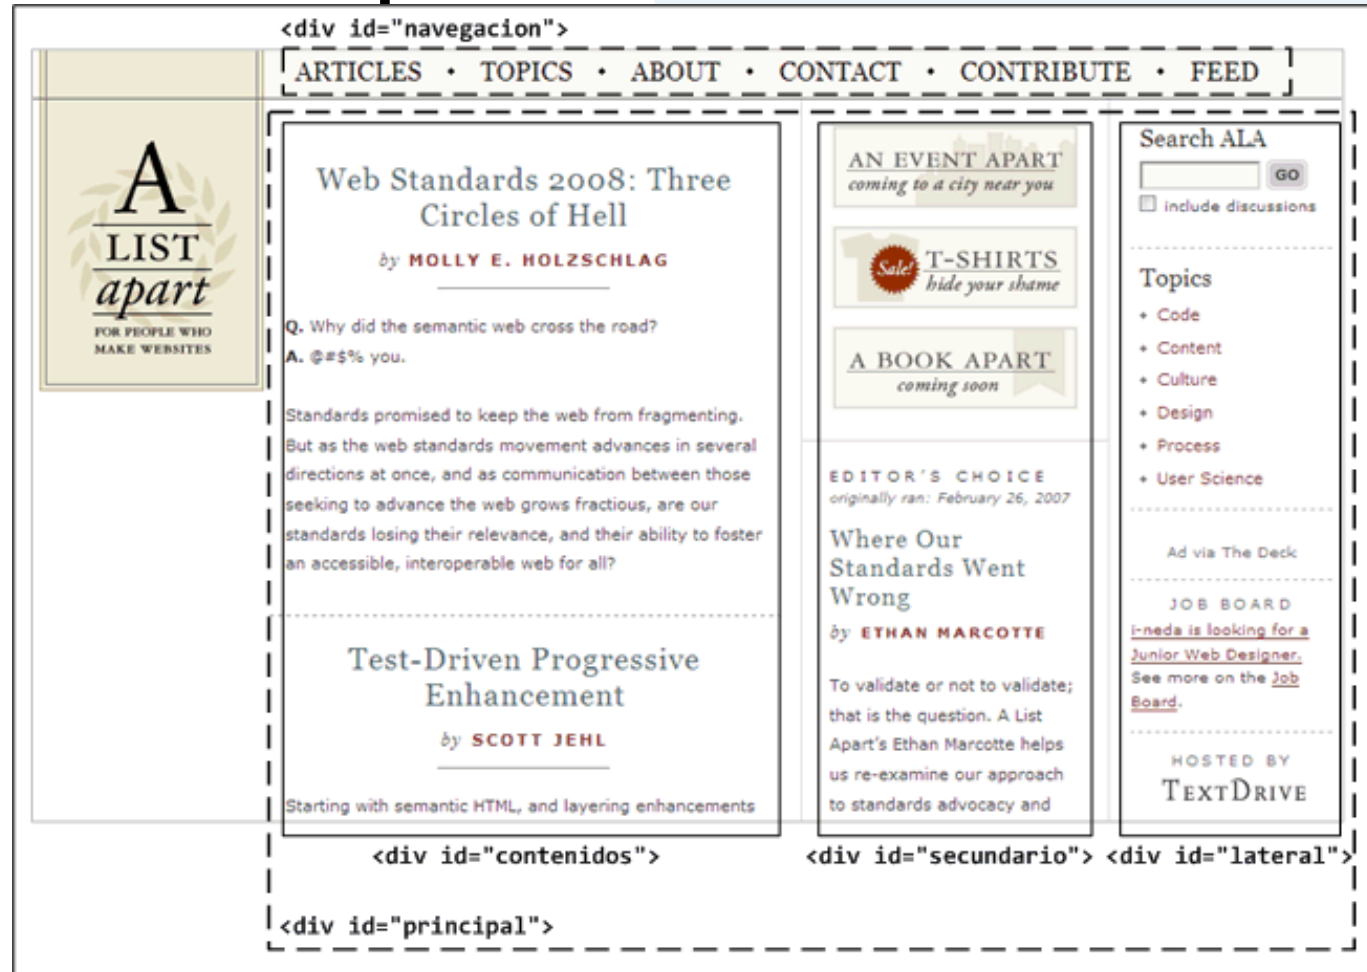 <div id="navegacion">
ARTICLES • TOPICS • ABOUT • CONTACT • CONTRIBUTE • FEED
A
LIST
apart
FOR PEOPLE WHO
MAKE WEBSITES
Web Standards 2008: Three
Circles of Hell
by MOLLY E. HOLZSCHLAG
Q. Why did the semantic web cross the road?
A. @#$% you.
Standards promised to keep the web from fragmenting.
But as the web standards movement advances in several
directions at once, and as communication between those
seeking to advance the web grows fractious, are our
standards losing their relevance, and their ability to foster
an accessible, interoperable web for all?
Test-Driven Progressive
Enhancement
by SCOTT JEHL
Starting with semantic HTML, and layering enhancements
<div id="contenidos">
AN EVENT APART
coming to a city near you
Sale!
T-SHIRTS
hide your shame
A BOOK APART
coming soon
EDITOR'S CHOICE
originally ran: February 26, 2007
Where Our
Standards Went
Wrong
by ETHAN MARCOTTE
To validate or not to validate;
that is the question. A List
Apart's Ethan Marcotte helps
us re-examine our approach
to standards advocacy and
<div id="secundario">
Search ALA
GO
include discussions
Topics
Code
Content
Culture
Design
Process
User Science
Ad via The Deck
JOB BOARD
i-neda is looking for a
Junior Web Designer.
See more on the Job
Board.
HOSTED BY
TEXTDRIVE
<div id="lateral">
<div id="principal">